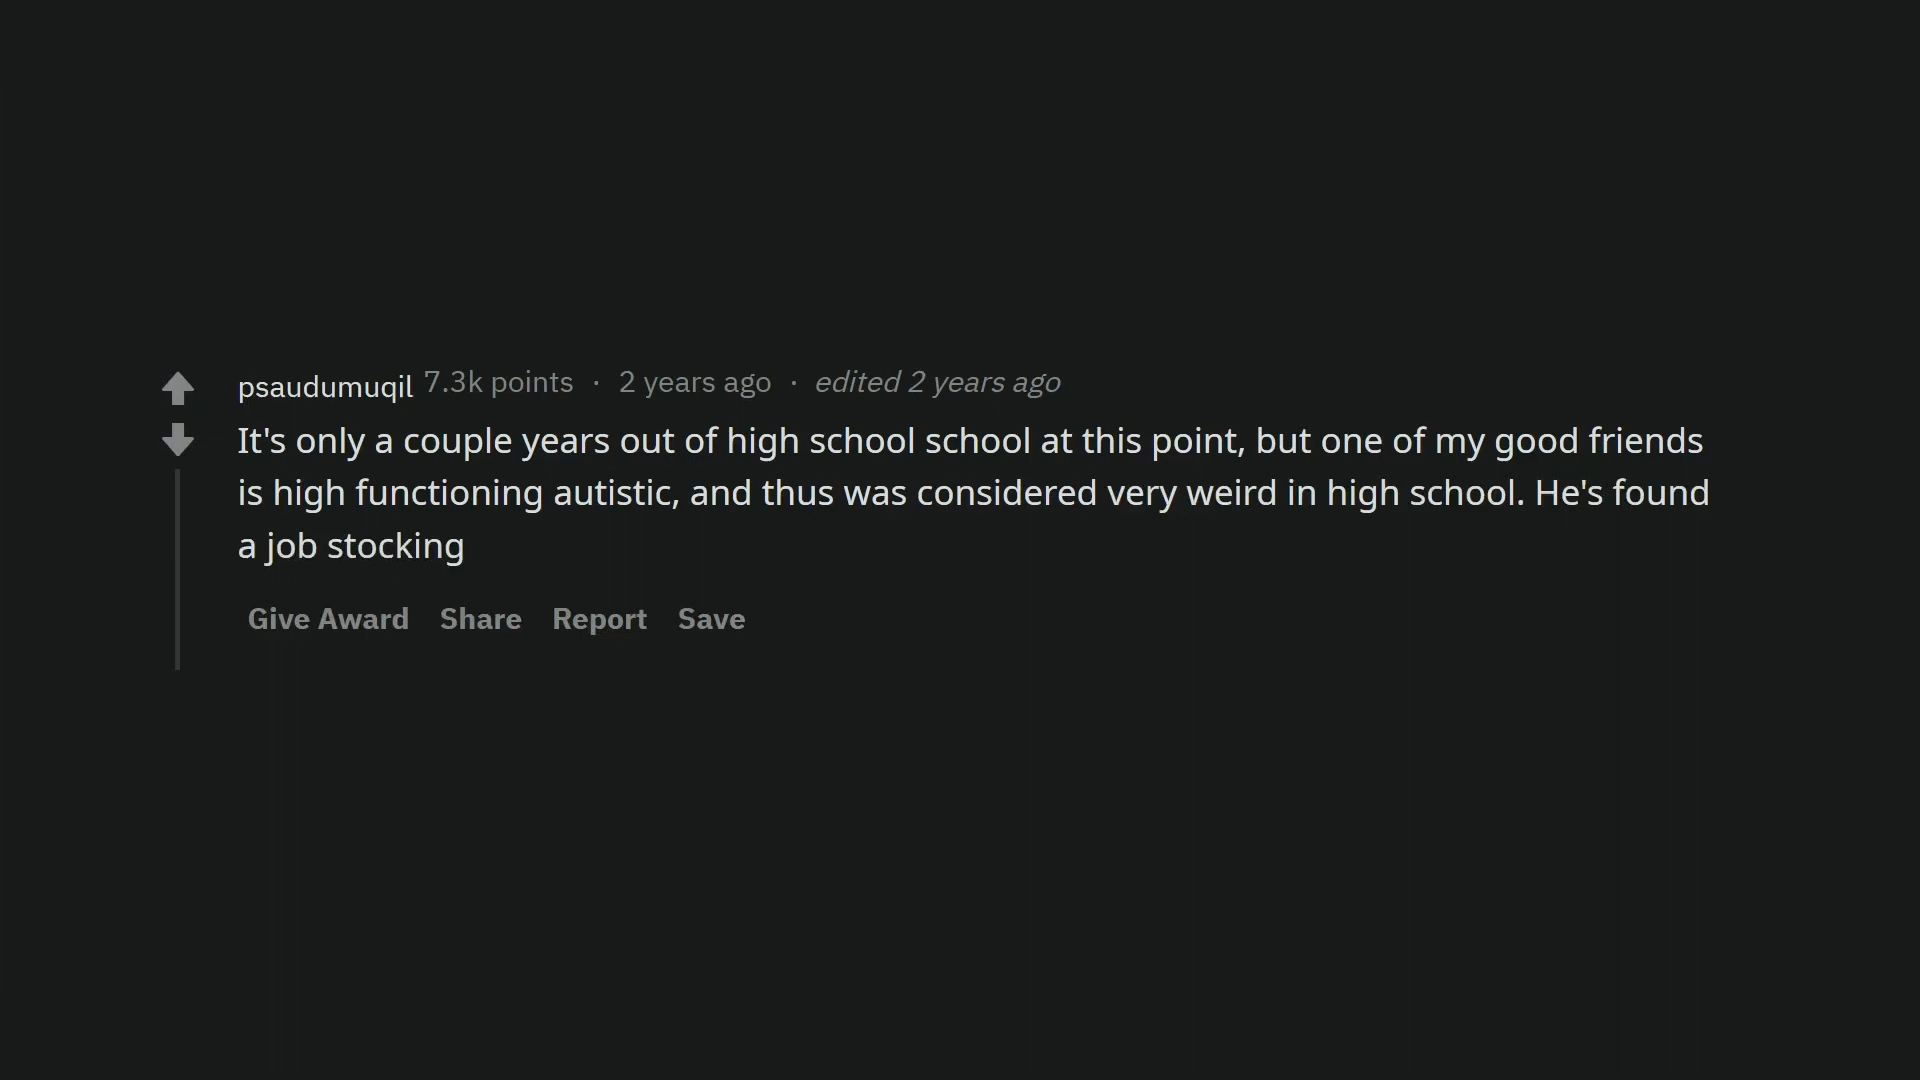 psaudumuqil 7.3k points · 2 years ago · edited 2 years ago
It's only a couple years out of high school school at this point, but one of my good friends
is high functioning autistic, and thus was considered very weird in high school. He's found
a job stocking
Give Award Share Report Save